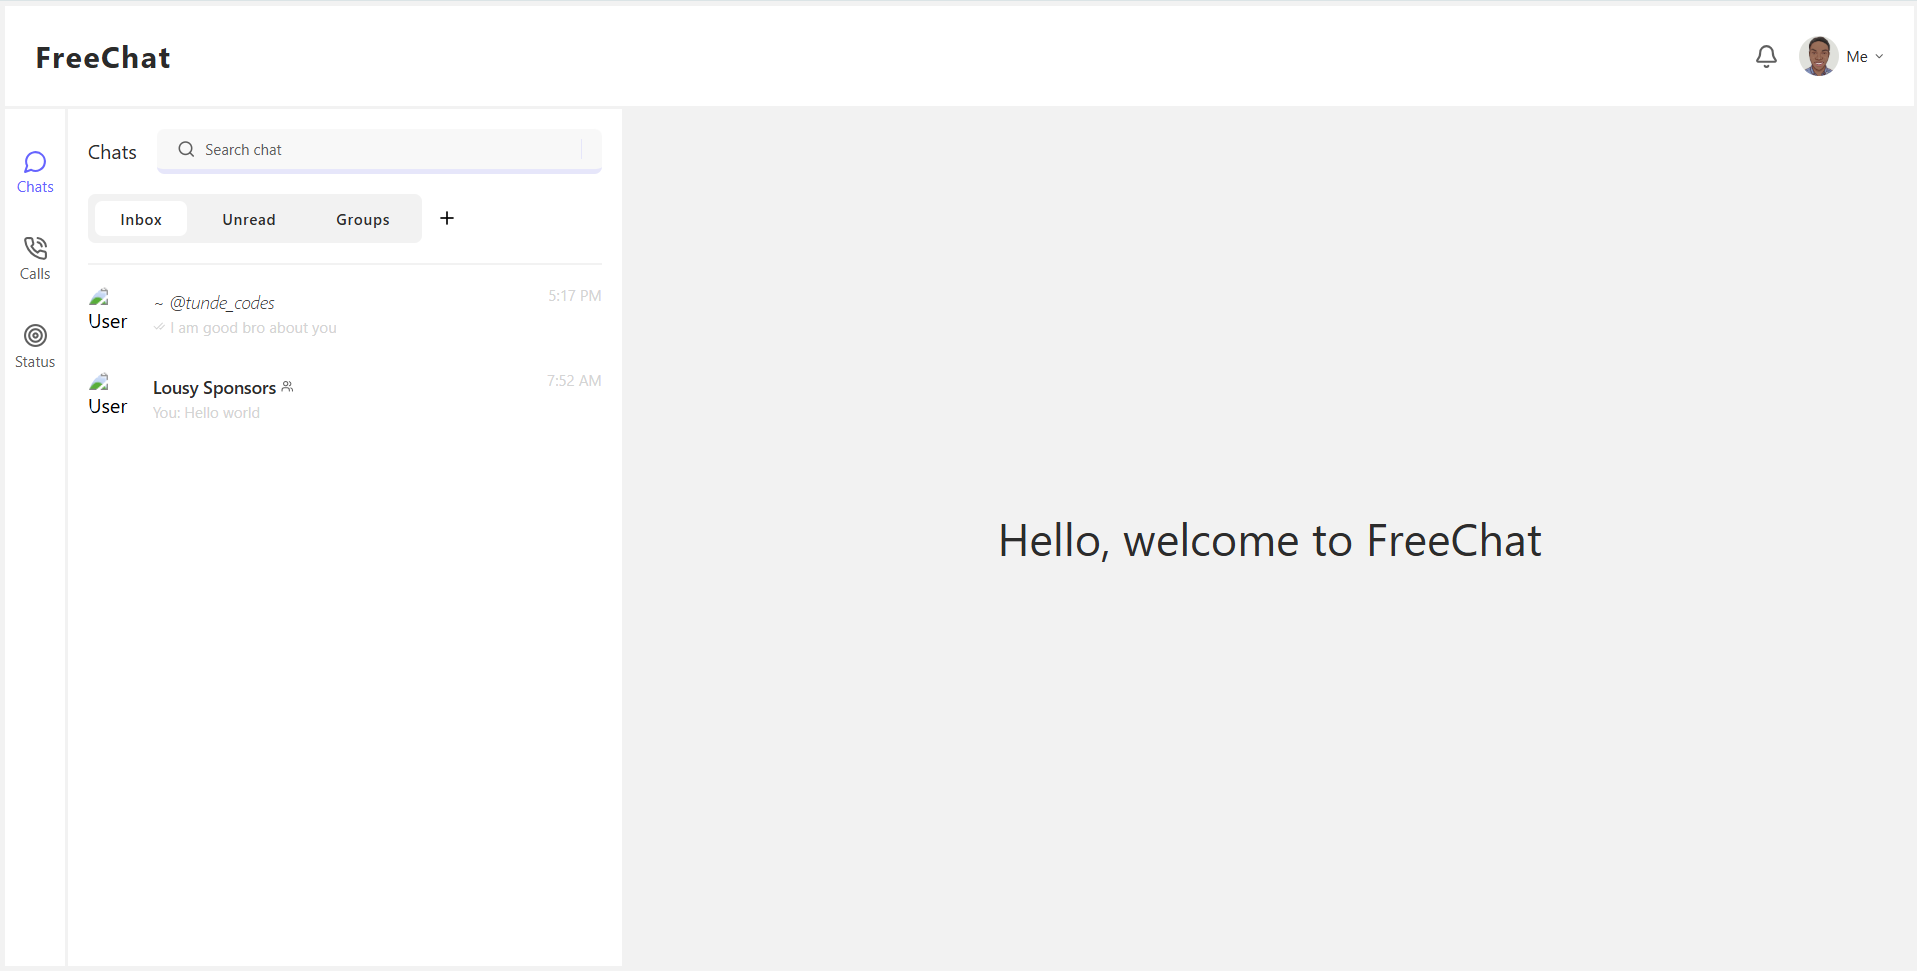 FreeChat
Me
Chats
Calls
Status
Chats
Search chat
Inbox
Unread
Groups
User
~ @tunde_codes
5:17 PM
I am good bro about you
User
Lousy Sponsors
7:52 AM
You: Hello world
Hello, welcome to FreeChat